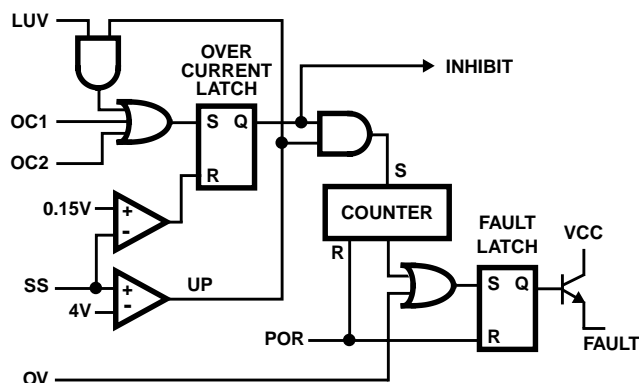 LUV
OVER
CURRENT
LATCH
INHIBIT
OC1
S Q
OC2
R
S
0.15V
+
-
COUNTER
FAULT
LATCH
VCC
R
SS
+
-
UP
4V
S Q
POR
R
FAULT
OV